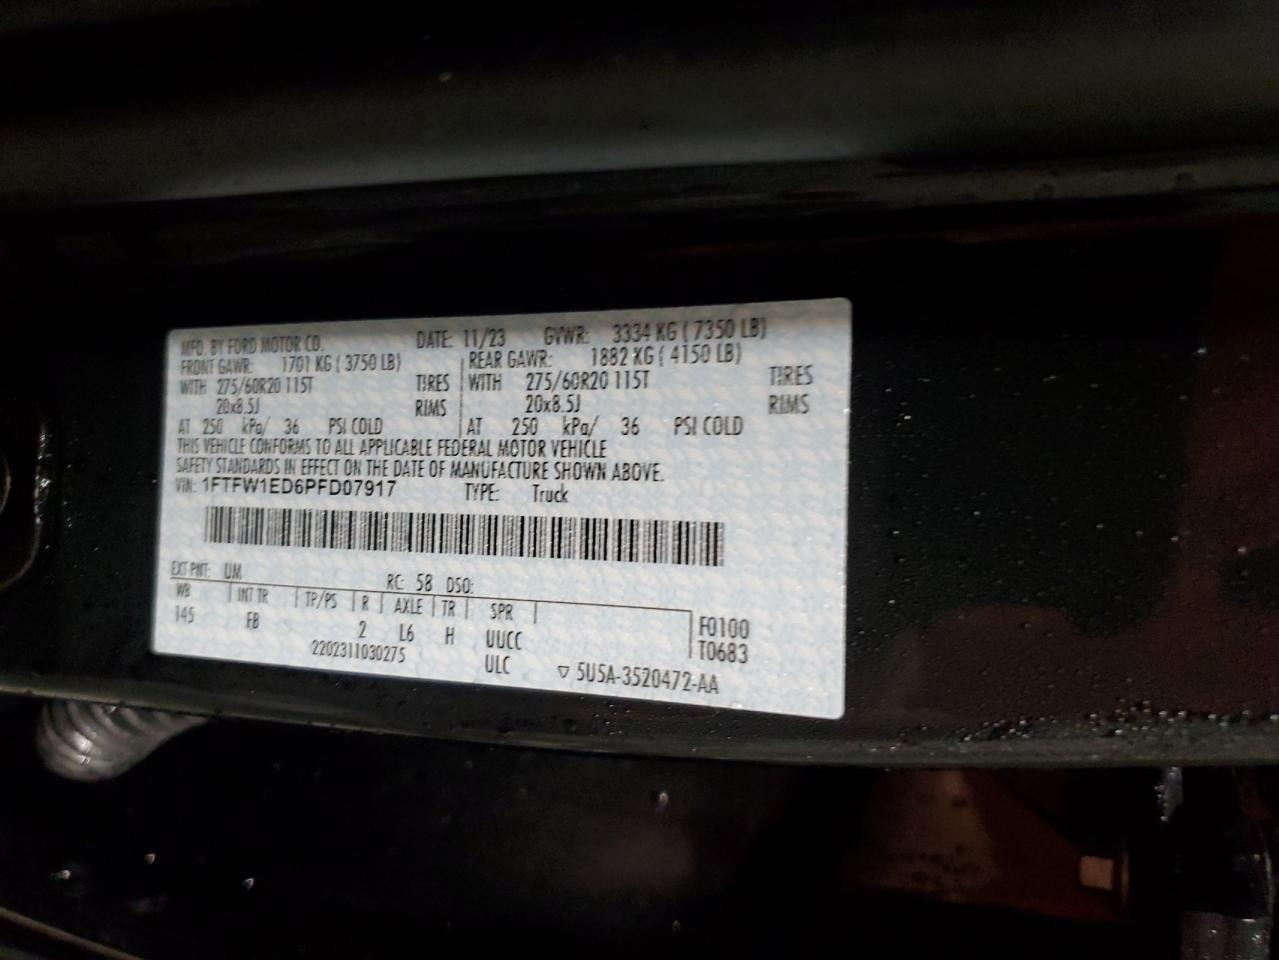 MFD. BY FORD MOTOR CO. DATE: 11/23 GVWR: 3334 KG ( 7350 LB)
FRONT GAWR: 1701 KG ( 3750 LB) REAR GAWR: 1882 KG ( 4150 LB)
WITH 275/60R20 115T TIRES WITH 275/60R20 115T TIRES
20x8.5J RIMS 20x8.5J RIMS
AT 250 kPa/ 36 PSI COLD AT 250 kPa/ 36 PSI COLD
THIS VEHICLE CONFORMS TO ALL APPLICABLE FEDERAL MOTOR VEHICLE
SAFETY STANDARDS IN EFFECT ON THE DATE OF MANUFACTURE SHOWN ABOVE.
VIN: 1FTFW1ED6PFD07917 TYPE: Truck
EXT PNT: UM RC: 58 DSO:
WB INT TR TP/PS R AXLE TR SPR
145 FB 2 L6 H UUCC F0100
2202311030275 ULC T0683
▽ 5U5A-3520472-AA